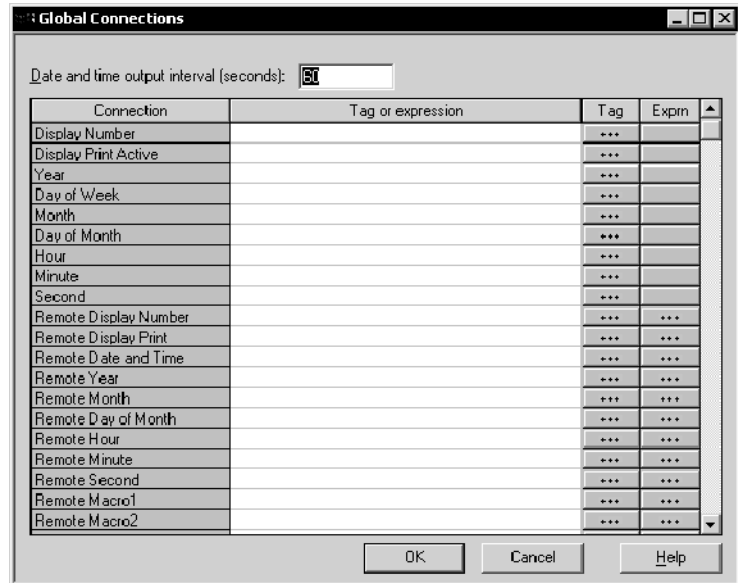 Global Connections
Date and time output interval (seconds): 60
Connection Tag or expression Tag Exprn
Display Number +++
Display Print Active +++
Year +++
Day of Week +++
Month +++
Day of Month +++
Hour +++
Minute +++
Second +++
Remote Display Number +++ •••
Remote Display Print +++ •••
Remote Date and Time +++ •••
Remote Year +++ •••
Remote Month +++ •••
Remote Day of Month +++ •••
Remote Hour +++ •••
Remote Minute +++ •••
Remote Second +++ •••
Remote Macro1 +++ •••
Remote Macro2 +++ •••
OK Cancel Help